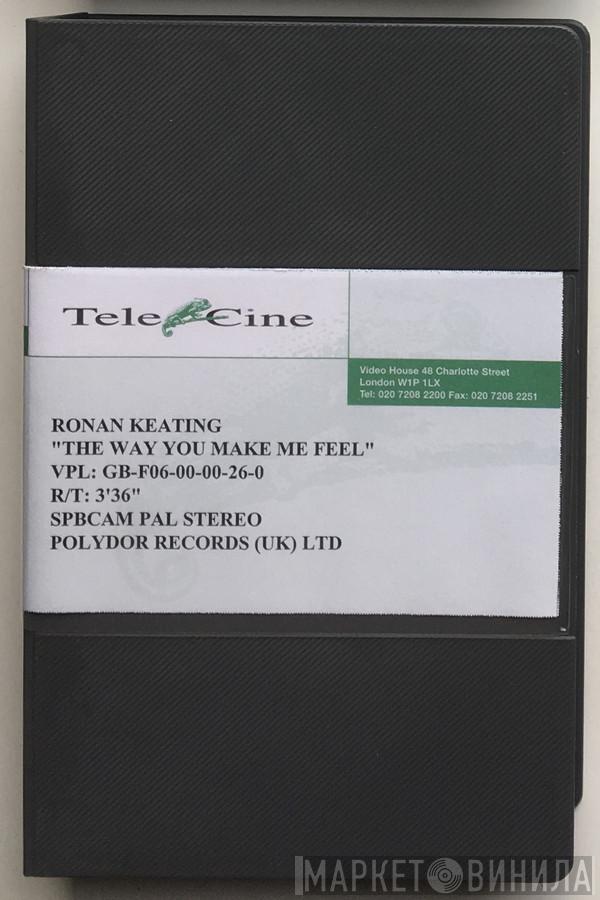 Tele Cine
Video House 48 Charlotte Street
London W1P 1LX
Tel: 020 7208 2200 Fax: 020 7208 2251
RONAN KEATING
"THE WAY YOU MAKE ME FEEL"
VPL: GB-F06-00-00-26-0
R/T: 3'36"
SPBCAM PAL STEREO
POLYDOR RECORDS (UK) LTD
МАРКЕТ ВИНИЛА